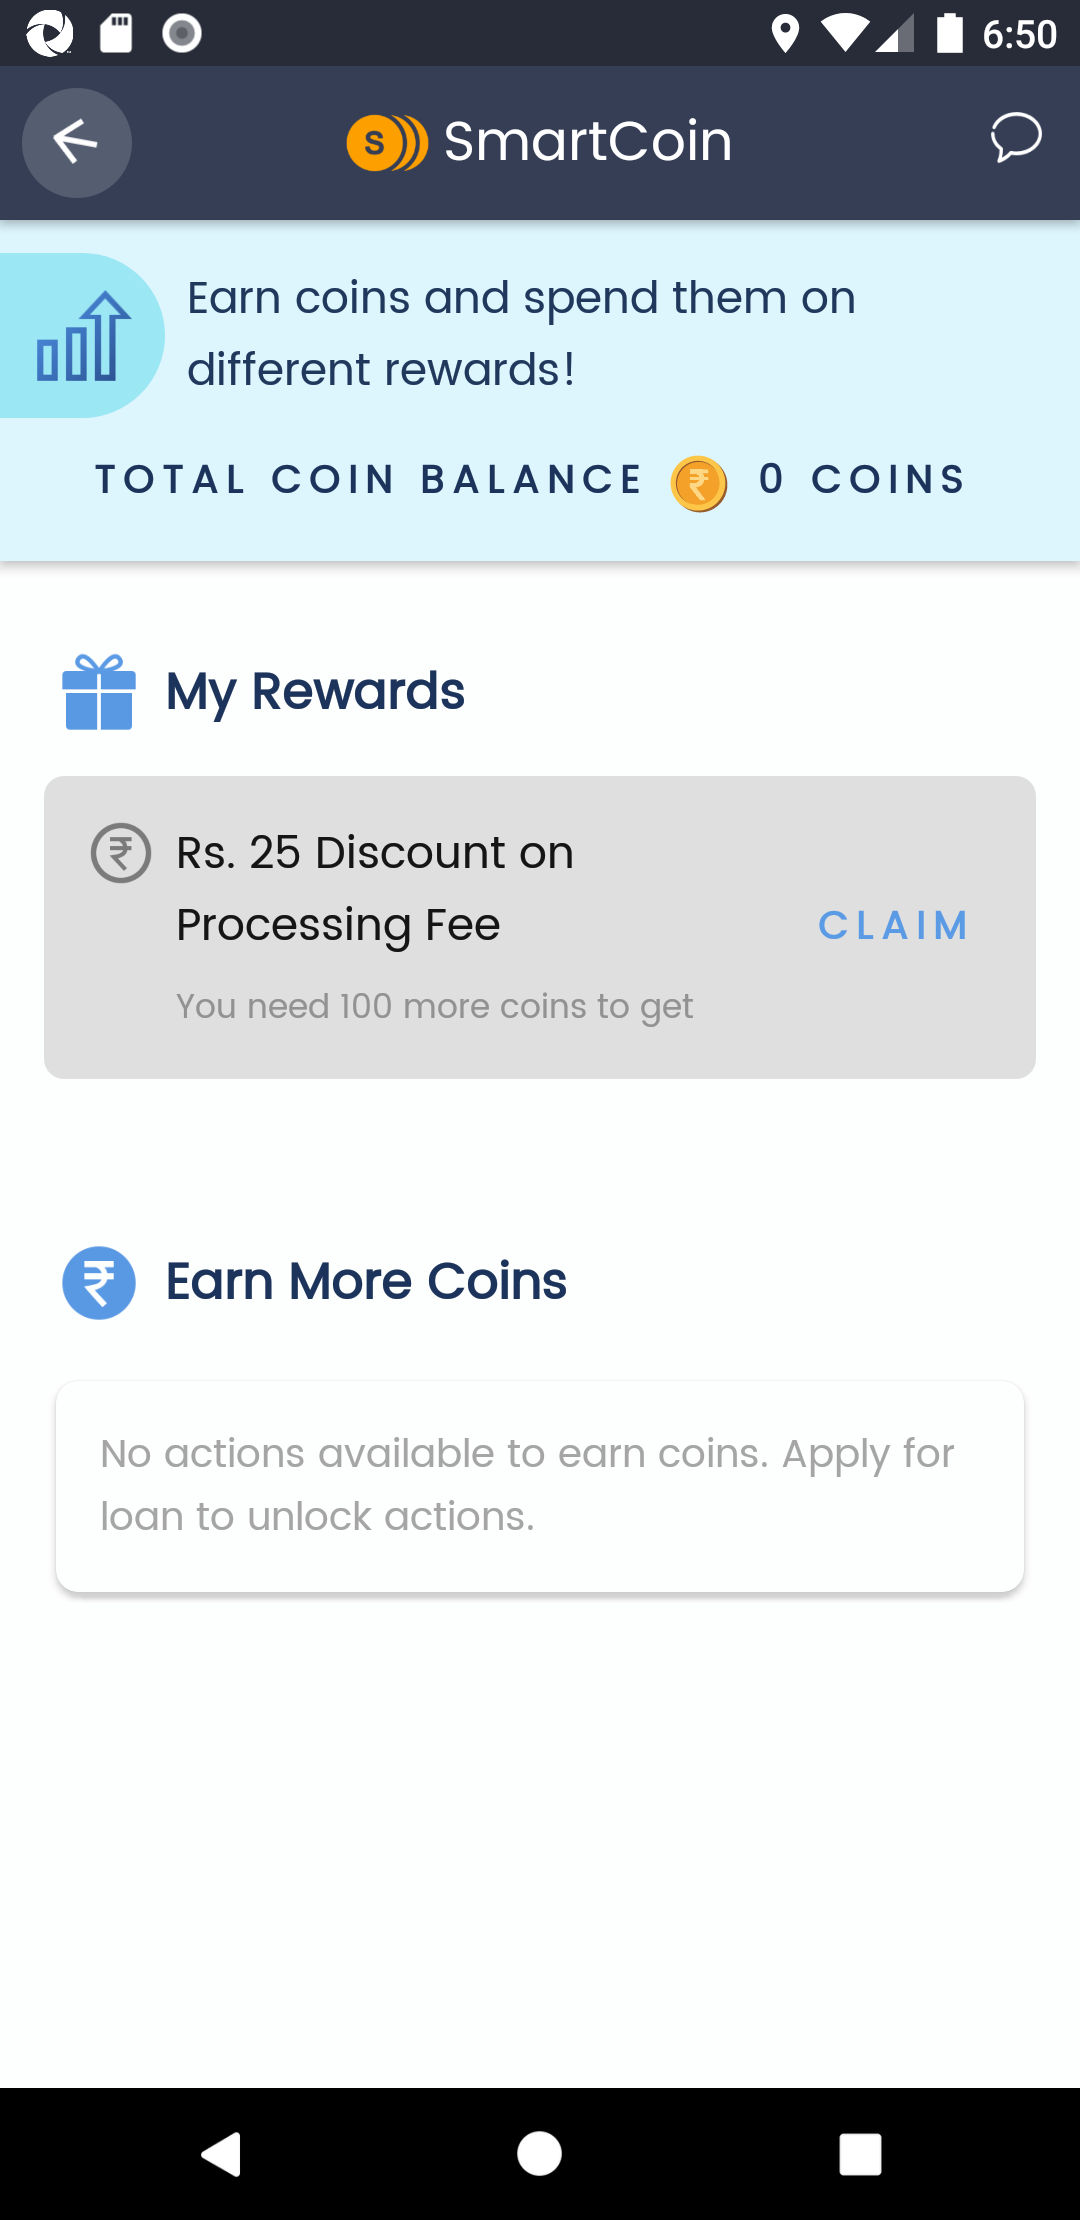 6:50
S SmartCoin
Earn coins and spend them on
different rewards!
TOTAL COIN BALANCE ₹ 0 COINS
My Rewards
₹ Rs. 25 Discount on
Processing Fee
CLAIM
You need 100 more coins to get
₹ Earn More Coins
No actions available to earn coins. Apply for
loan to unlock actions.